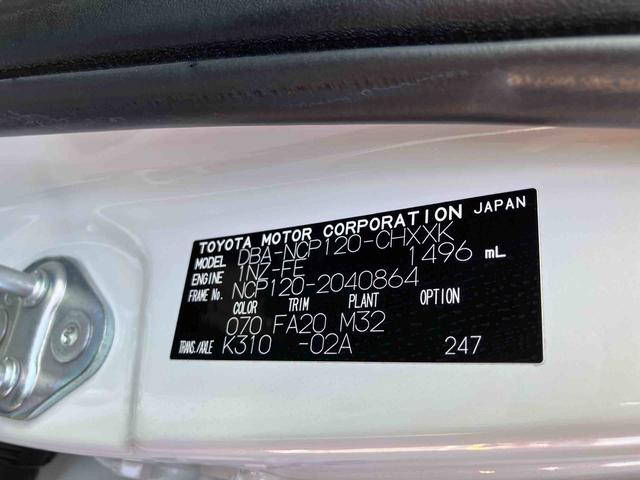 TOYOTA MOTOR CORPORATION JAPAN
MODEL DBA-NCP120-CHXXK
ENGINE 1NZ-FE 1496 mL
FRAME No. NCP120-2040864
COLOR TRIM PLANT OPTION
070 FA20 M32
TRANS./AXLE K310 -02A 247